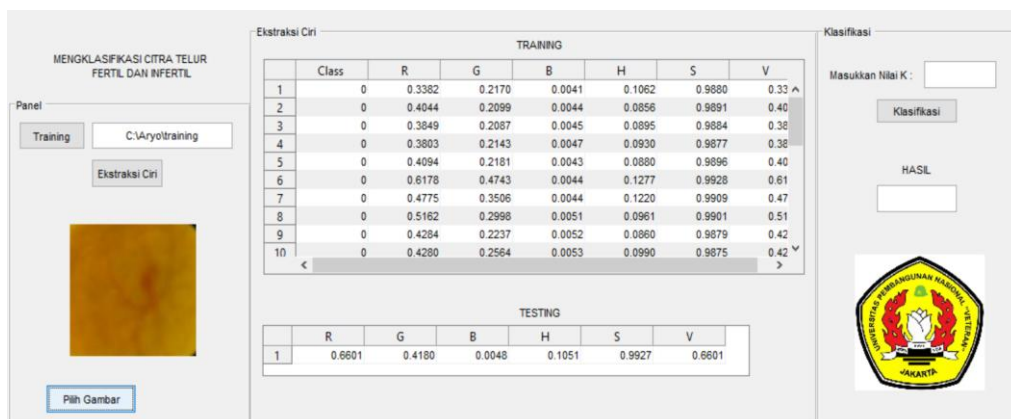 MENGKLASIFIKASI CITRA TELUR
FERTIL DAN INFERTIL
Panel
Training C:\Aryo\training
Ekstraksi Ciri
Pilih Gambar
Ekstraksi Ciri
TRAINING
Class R G B H S V
1 0 0.3382 0.2170 0.0041 0.1062 0.9880 0.33
2 0 0.4044 0.2099 0.0044 0.0856 0.9891 0.40
3 0 0.3849 0.2087 0.0045 0.0895 0.9884 0.38
4 0 0.3803 0.2143 0.0047 0.0930 0.9877 0.38
5 0 0.4094 0.2181 0.0043 0.0880 0.9896 0.40
6 0 0.6178 0.4743 0.0044 0.1277 0.9928 0.61
7 0 0.4775 0.3506 0.0044 0.1220 0.9909 0.47
8 0 0.5162 0.2998 0.0051 0.0961 0.9901 0.51
9 0 0.4284 0.2237 0.0052 0.0860 0.9879 0.42
10 0 0.4280 0.2564 0.0053 0.0990 0.9875 0.42
TESTING
R G B H S V
1 0.6601 0.4180 0.0048 0.1051 0.9927 0.6601
Klasifikasi
Masukkan Nilai K :
Klasifikasi
HASIL
UNIVERSITAS PEMBANGUNAN NASIONAL "VETERAN"
JAKARTA